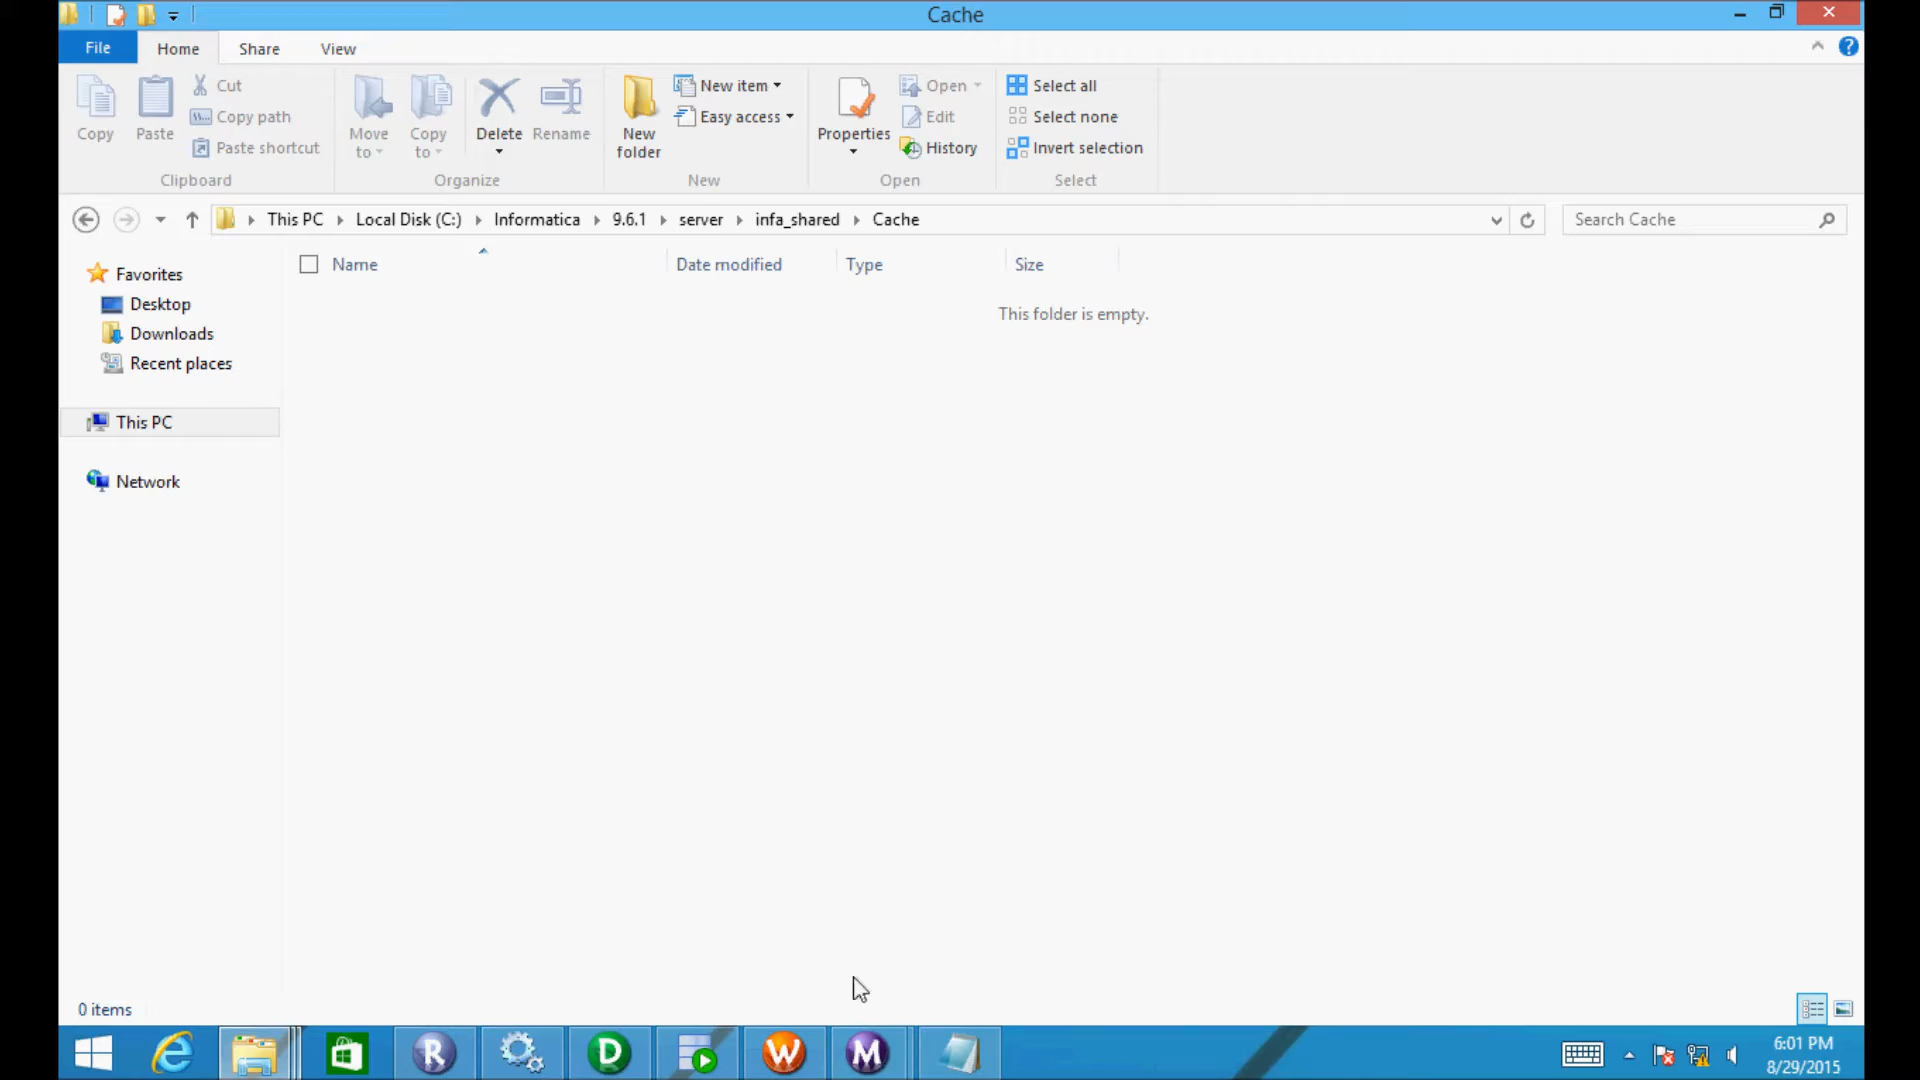 Cache
File Home Share View
Copy
Paste
Cut
Copy path
Paste shortcut
Clipboard
Move to
Copy to
Delete
Rename
Organize
New folder
New item
Easy access
New
Properties
Open
Edit
History
Open
Select all
Select none
Invert selection
Select
This PC Local Disk (C:) Informatica 9.6.1 server infa_shared Cache
Search Cache
Name Date modified Type Size
This folder is empty.
Favorites
Desktop
Downloads
Recent places
This PC
Network
0 items
R D W M
6:01 PM
8/29/2015